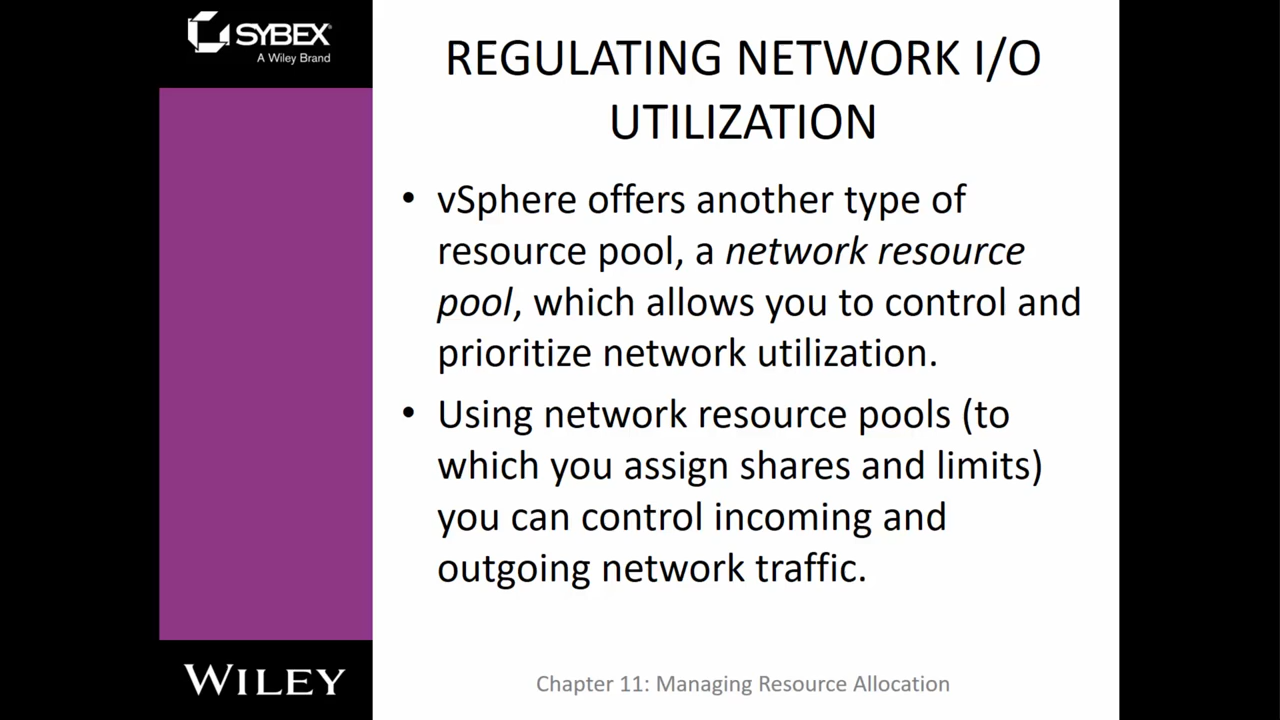 SYBEX
A Wiley Brand
REGULATING NETWORK I/O
UTILIZATION
• vSphere offers another type of
resource pool, a network resource
pool, which allows you to control and
prioritize network utilization.
• Using network resource pools (to
which you assign shares and limits)
you can control incoming and
outgoing network traffic.
WILEY
Chapter 11: Managing Resource Allocation